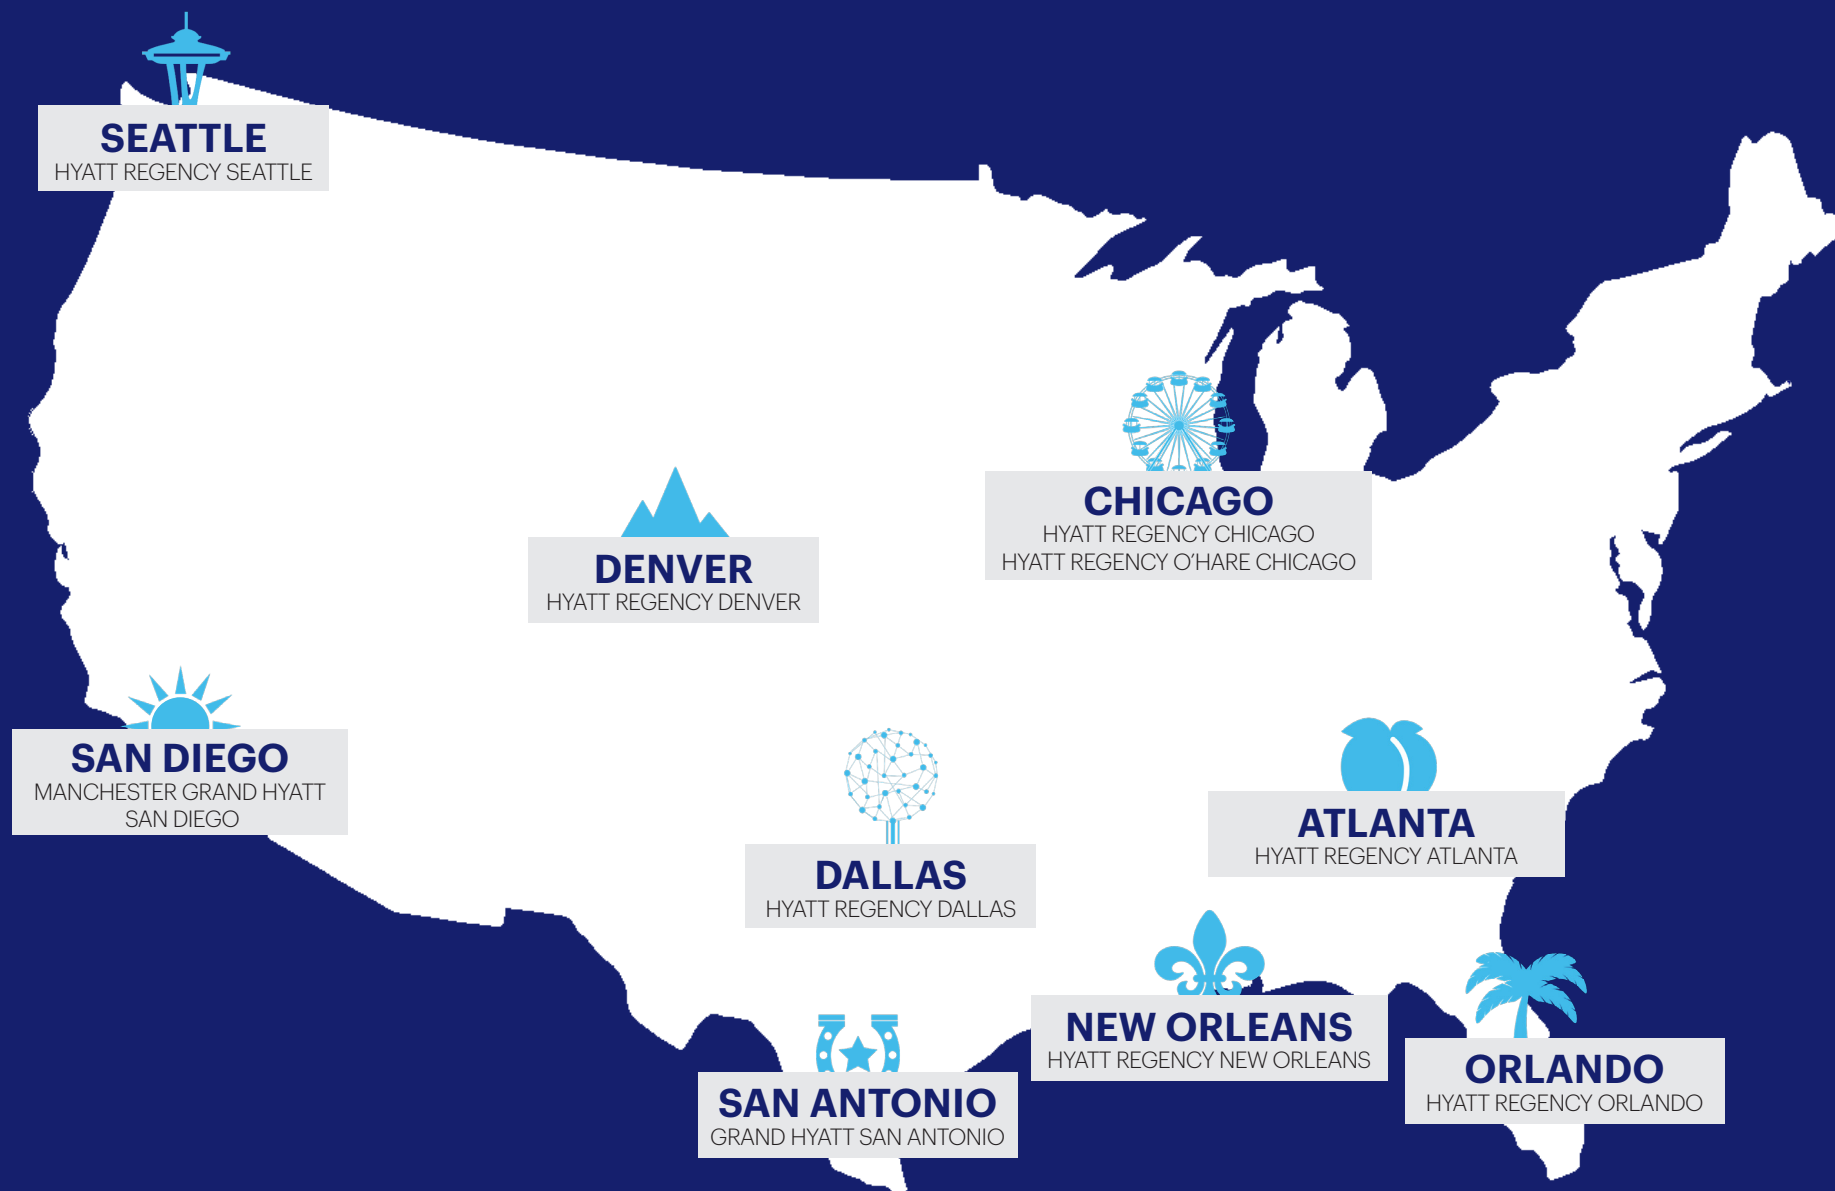 SEATTLE
HYATT REGENCY SEATTLE
CHICAGO
HYATT REGENCY CHICAGO
HYATT REGENCY O'HARE CHICAGO
DENVER
HYATT REGENCY DENVER
SAN DIEGO
MANCHESTER GRAND HYATT
SAN DIEGO
ATLANTA
HYATT REGENCY ATLANTA
DALLAS
HYATT REGENCY DALLAS
NEW ORLEANS
HYATT REGENCY NEW ORLEANS
ORLANDO
HYATT REGENCY ORLANDO
SAN ANTONIO
GRAND HYATT SAN ANTONIO